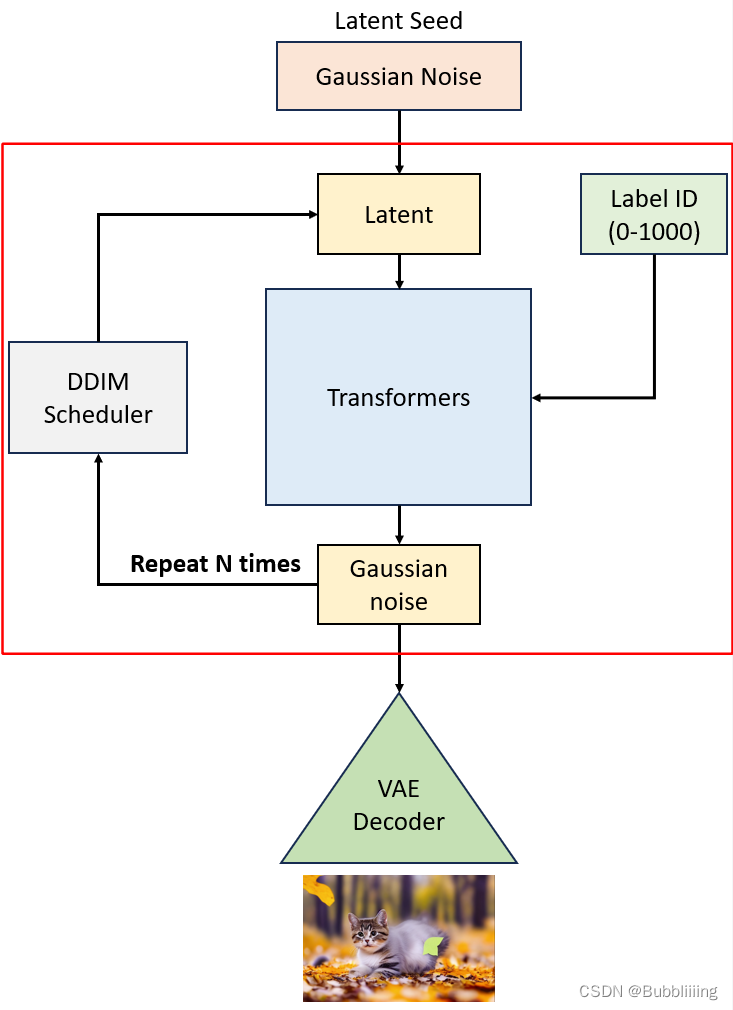 Latent Seed
Gaussian Noise
Latent
Label ID
(0-1000)
DDIM
Scheduler
Transformers
Repeat N times
Gaussian
noise
VAE
Decoder
CSDN @Bubbliiiing